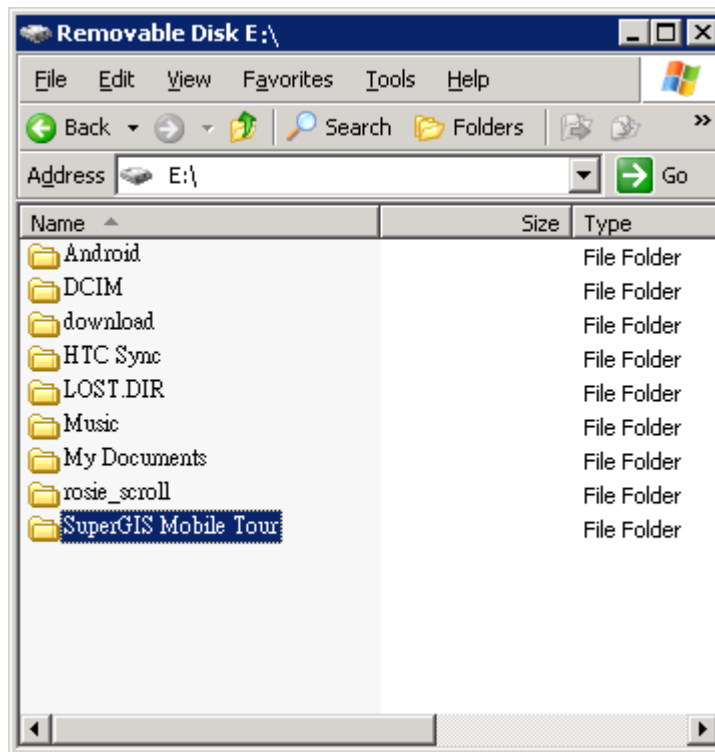 Removable Disk E:\
File Edit View Favorites Tools Help
Back Search Folders »
Address E:\ Go
Name Size Type
Android File Folder
DCIM File Folder
download File Folder
HTC Sync File Folder
LOST.DIR File Folder
Music File Folder
My Documents File Folder
rosie_scroll File Folder
SuperGIS Mobile Tour File Folder